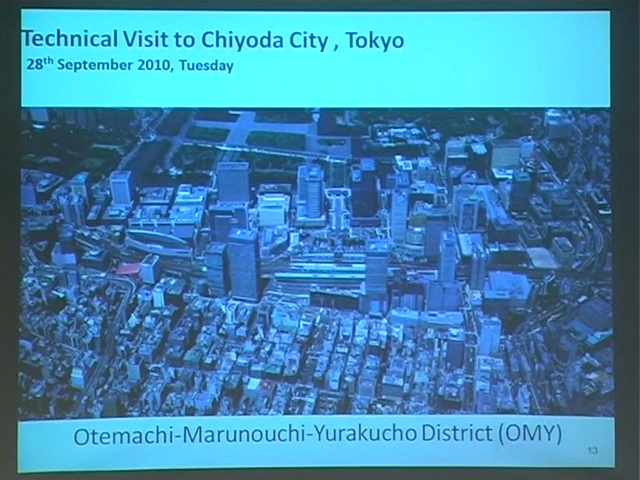 Technical Visit to Chiyoda City , Tokyo
28th September 2010, Tuesday
Otemachi-Marunouchi-Yurakucho District (OMY)
13